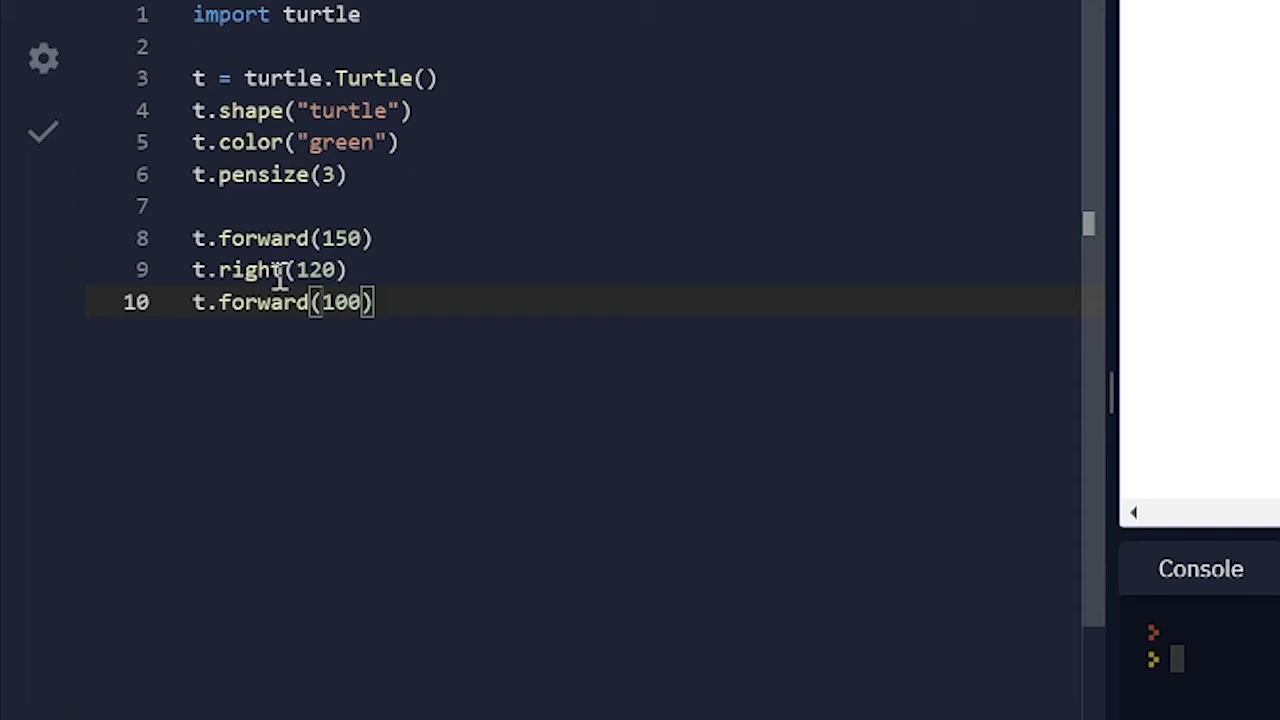 1 import turtle
2
3 t = turtle.Turtle()
4 t.shape("turtle")
5 t.color("green")
6 t.pensize(3)
7
8 t.forward(150)
9 t.right(120)
10 t.forward(100)
Console
>
>